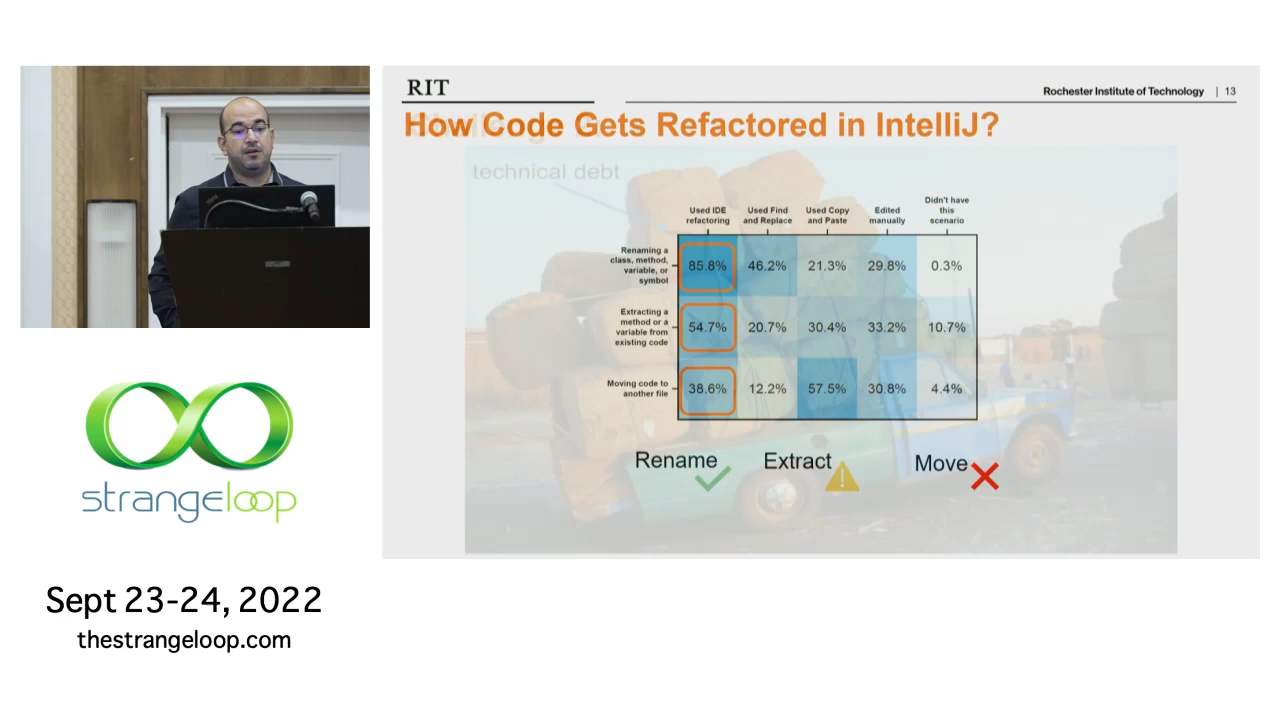 RIT
Rochester Institute of Technology | 13
How Code Gets Refactored in IntelliJ?
technical debt
Used IDE
refactoring
Used Find
and Replace
Used Copy
and Paste
Edited
manually
Didn't have
this
scenario
Renaming a
class, method,
variable, or
symbol
85.8% 46.2% 21.3% 29.8% 0.3%
Extracting a
method or a
variable from
existing code
54.7% 20.7% 30.4% 33.2% 10.7%
Moving code to
another file
38.6% 12.2% 57.5% 30.8% 4.4%
Rename Extract Move
strangeloop
Sept 23-24, 2022
thestrangeloop.com